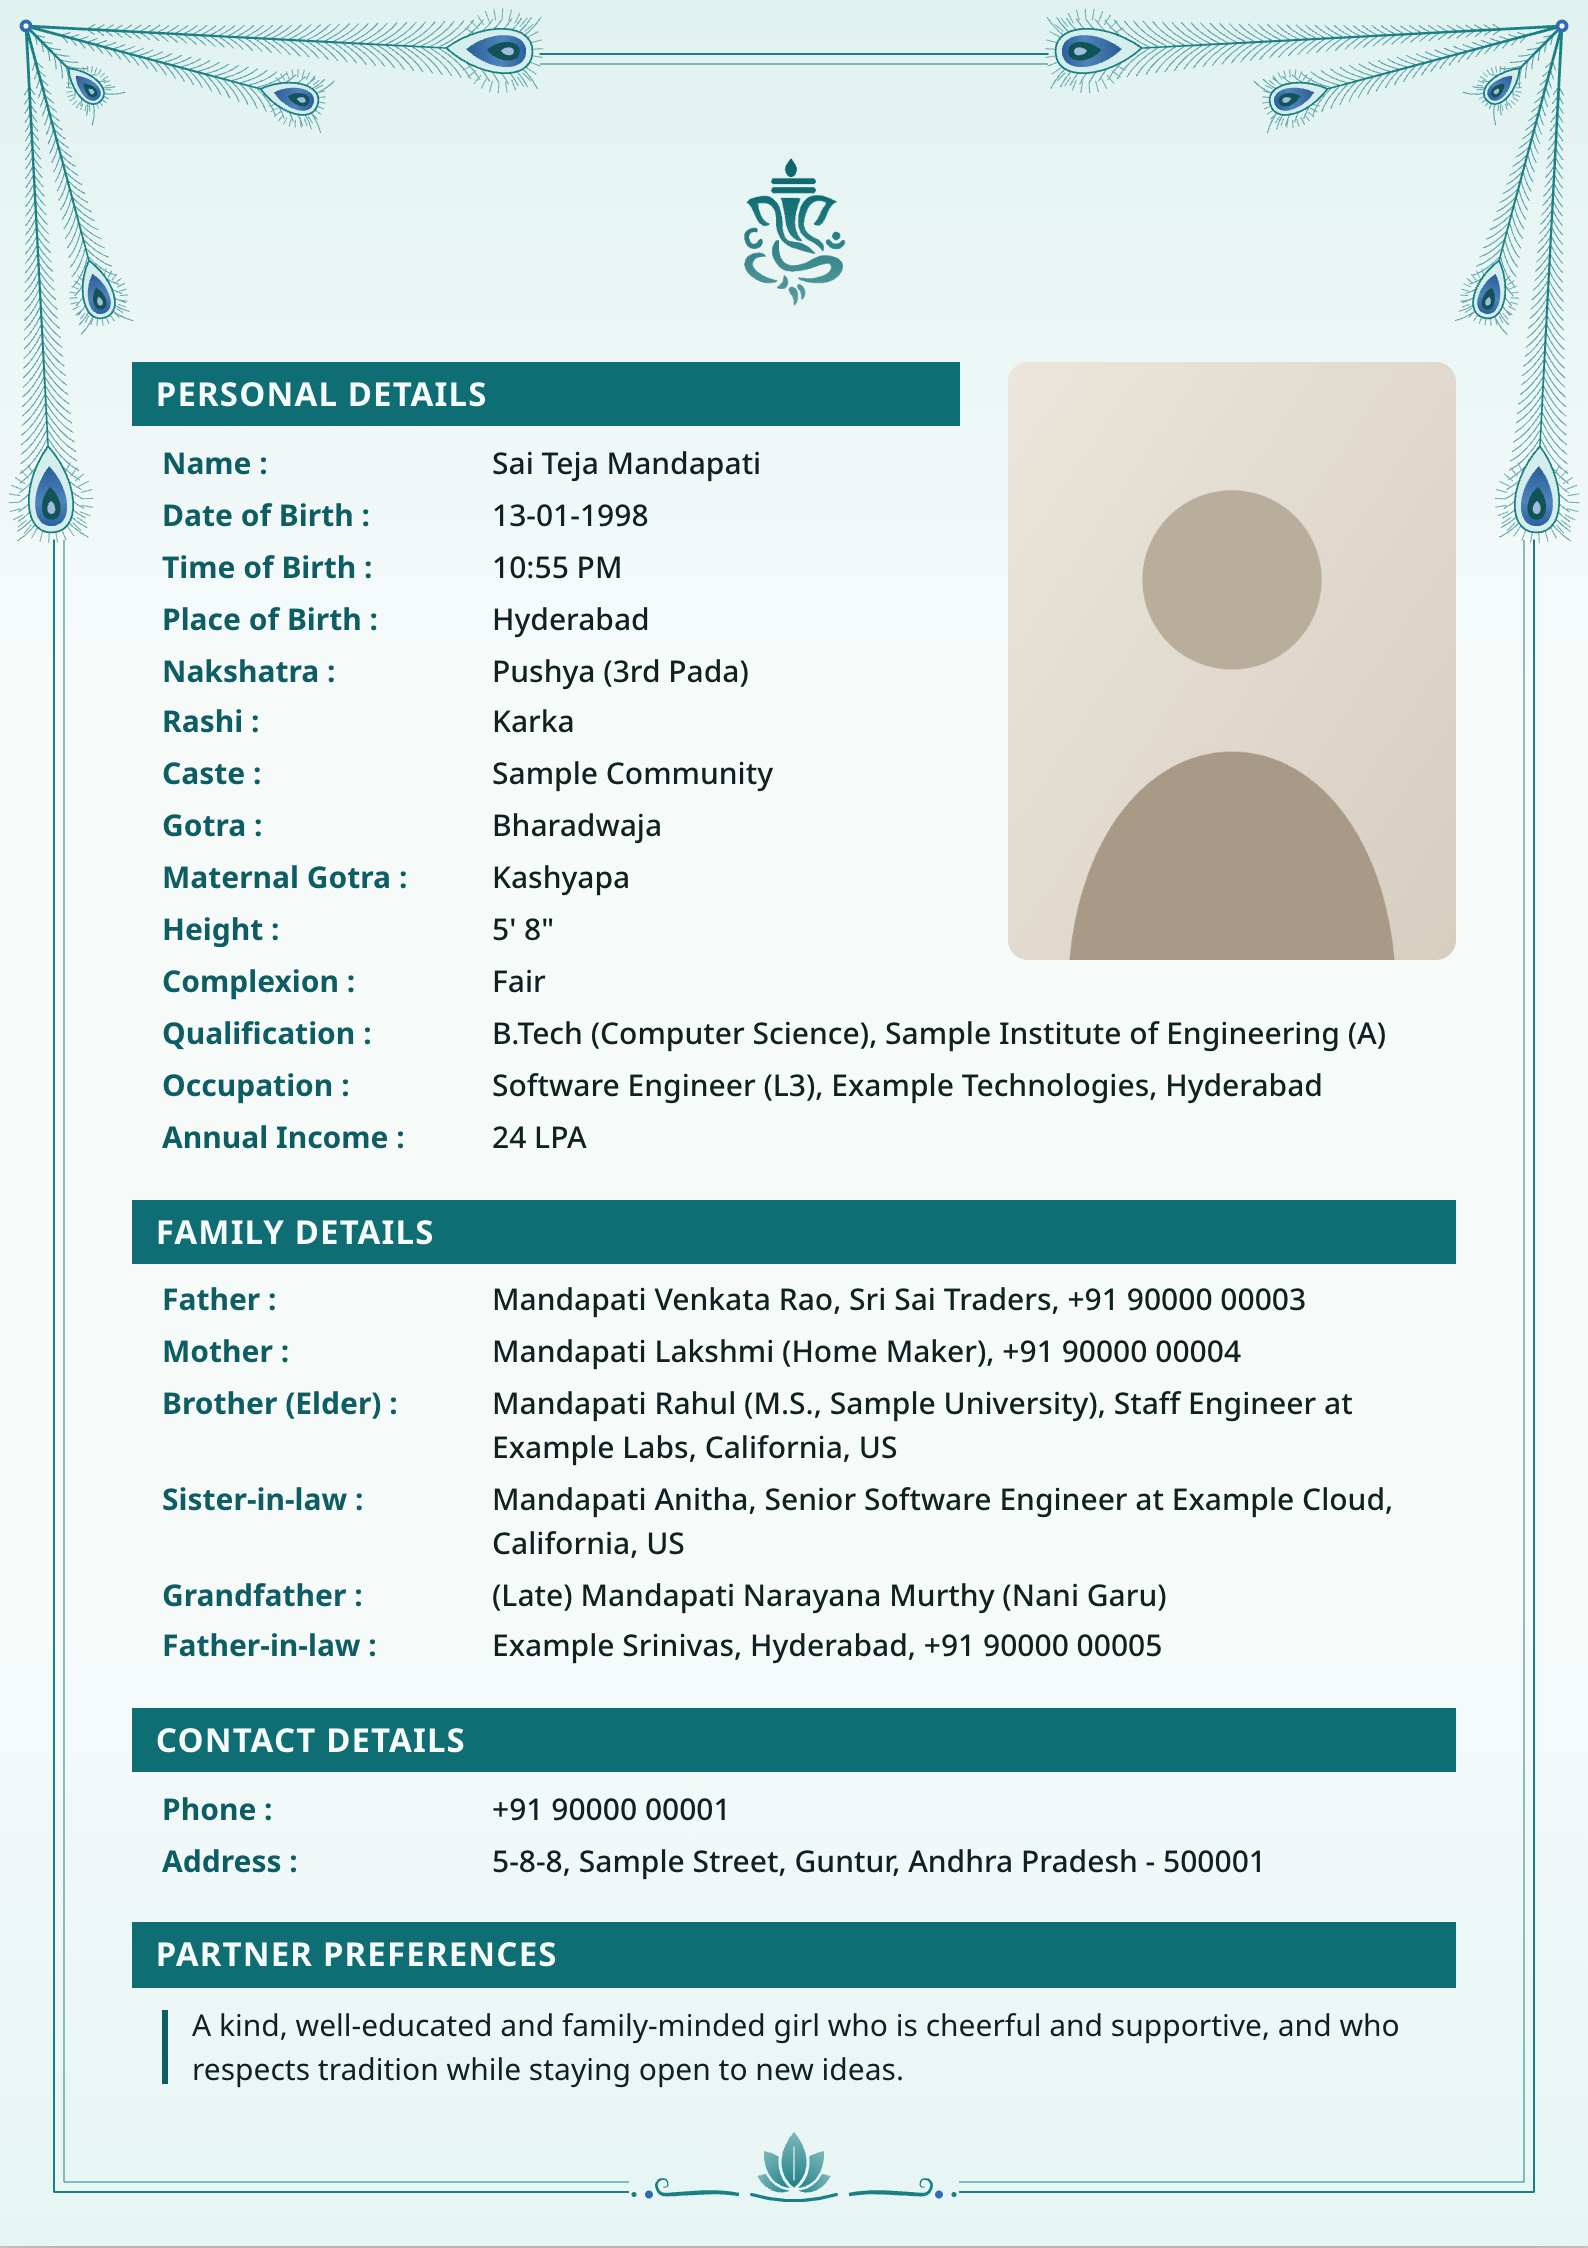 PERSONAL DETAILS
Name : Sai Teja Mandapati
Date of Birth : 13-01-1998
Time of Birth : 10:55 PM
Place of Birth : Hyderabad
Nakshatra : Pushya (3rd Pada)
Rashi : Karka
Caste : Sample Community
Gotra : Bharadwaja
Maternal Gotra : Kashyapa
Height : 5' 8"
Complexion : Fair
Qualification : B.Tech (Computer Science), Sample Institute of Engineering (A)
Occupation : Software Engineer (L3), Example Technologies, Hyderabad
Annual Income : 24 LPA
FAMILY DETAILS
Father : Mandapati Venkata Rao, Sri Sai Traders, +91 90000 00003
Mother : Mandapati Lakshmi (Home Maker), +91 90000 00004
Brother (Elder) : Mandapati Rahul (M.S., Sample University), Staff Engineer at
Example Labs, California, US
Sister-in-law : Mandapati Anitha, Senior Software Engineer at Example Cloud,
California, US
Grandfather : (Late) Mandapati Narayana Murthy (Nani Garu)
Father-in-law : Example Srinivas, Hyderabad, +91 90000 00005
CONTACT DETAILS
Phone : +91 90000 00001
Address : 5-8-8, Sample Street, Guntur, Andhra Pradesh - 500001
PARTNER PREFERENCES
A kind, well-educated and family-minded girl who is cheerful and supportive, and who
respects tradition while staying open to new ideas.